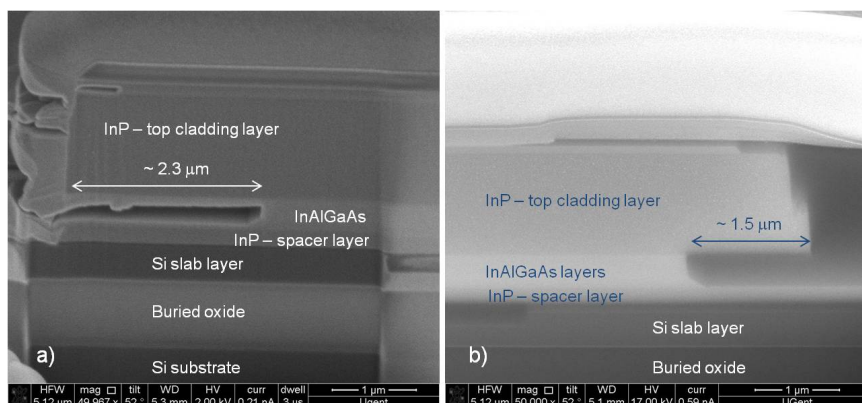 InP – top cladding layer
~ 2.3 μm
InAlGaAs
InP – spacer layer
Si slab layer
Buried oxide
a)
Si substrate
HFW mag tilt WD HV curr dwell
5.12 μm 49 967 x 52 ° 5.3 mm 2.00 kV 0.21 nA 3 μs
1 μm
Ugent
InP – top cladding layer
~ 1.5 μm
InAlGaAs layers
InP – spacer layer
Si slab layer
b)
Buried oxide
HFW mag tilt WD HV curr
5.12 μm 50 000 x 52 ° 5.1 mm 17.00 kV 0.59 nA
1 μm
Ugent